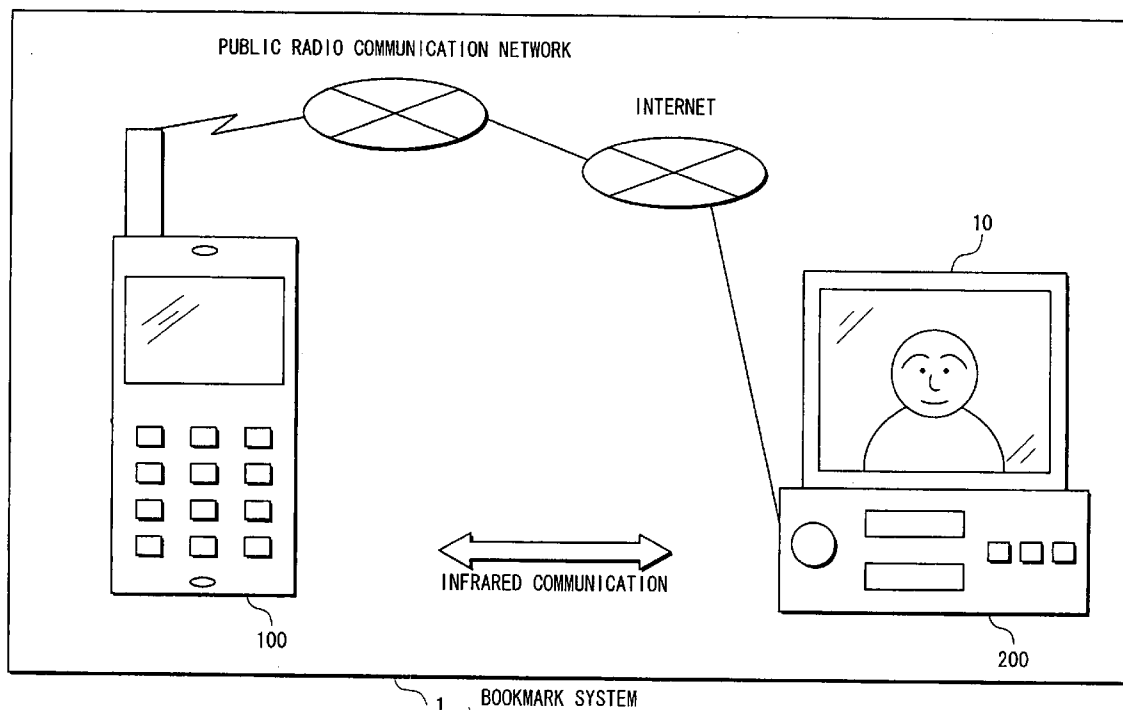 PUBLIC RADIO COMMUNICATION NETWORK
INTERNET
10
INFRARED COMMUNICATION
100
200
1
BOOKMARK SYSTEM